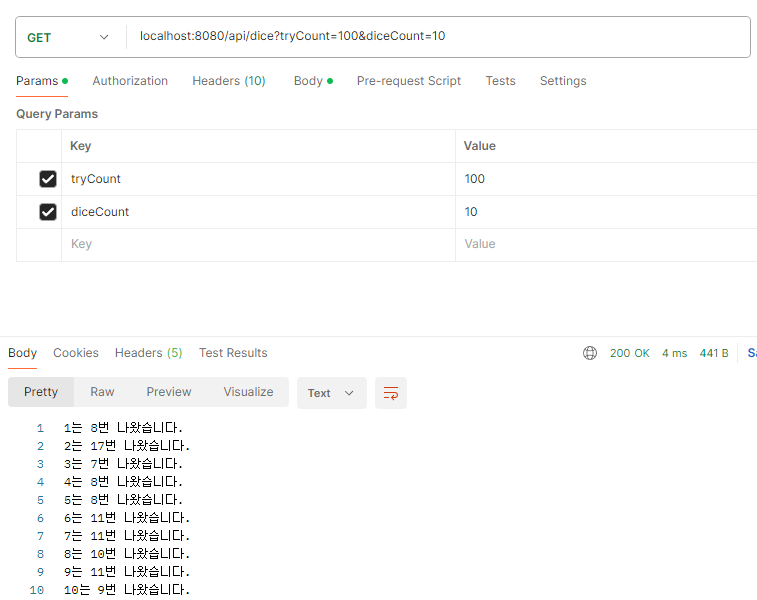 GET localhost:8080/api/dice?tryCount=100&diceCount=10
Params Authorization Headers (10) Body Pre-request Script Tests Settings
Query Params
Key Value
tryCount 100
diceCount 10
Key Value
Body Cookies Headers (5) Test Results 200 OK 4 ms 441 B Sa
Pretty Raw Preview Visualize Text
1 1는 8번 나왔습니다.
2 2는 17번 나왔습니다.
3 3는 7번 나왔습니다.
4 4는 8번 나왔습니다.
5 5는 8번 나왔습니다.
6 6는 11번 나왔습니다.
7 7는 11번 나왔습니다.
8 8는 10번 나왔습니다.
9 9는 11번 나왔습니다.
10 10는 9번 나왔습니다.